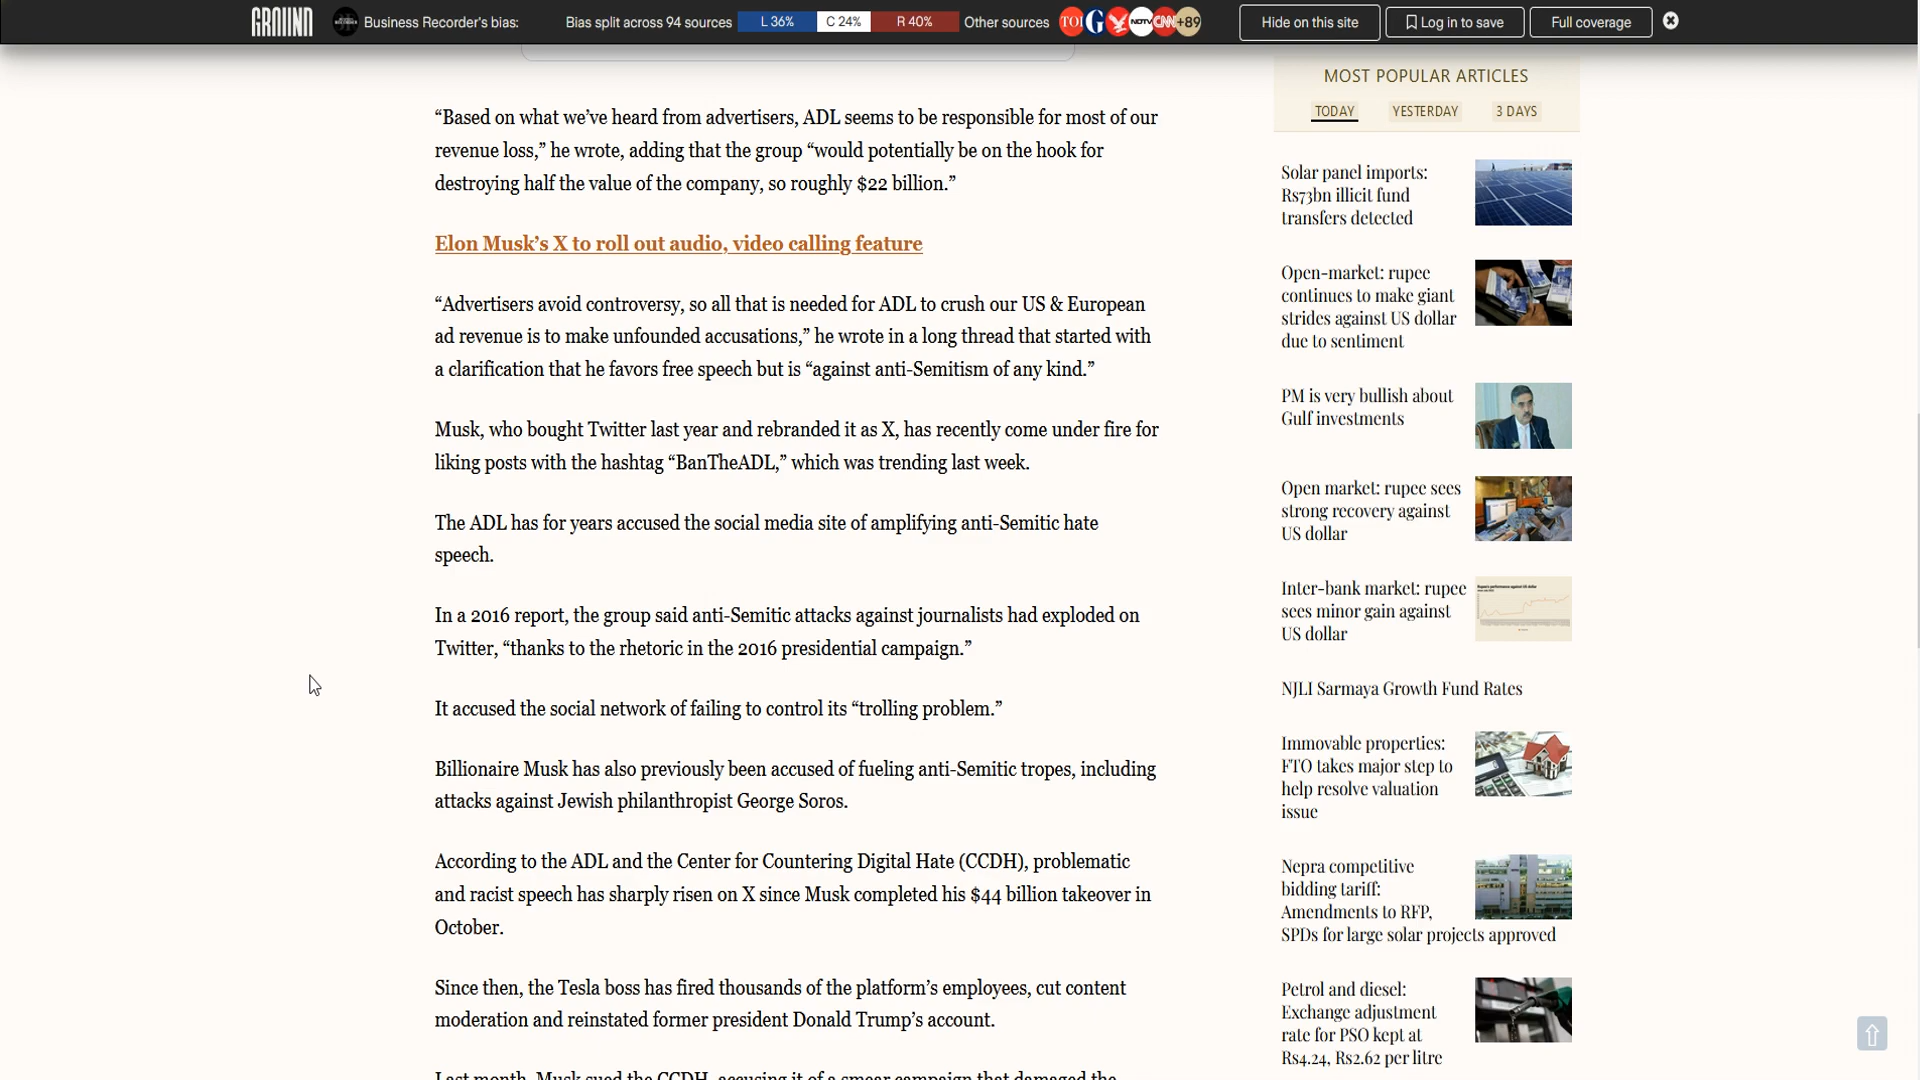 GROUND
Business Recorder's bias:
Bias split across 94 sources
L 36%
C 24%
R 40%
Other sources
TOI
G
NDTV
CNN
+89
Hide on this site
Log in to save
Full coverage
“Based on what we’ve heard from advertisers, ADL seems to be responsible for most of our
revenue loss,” he wrote, adding that the group “would potentially be on the hook for
destroying half the value of the company, so roughly $22 billion.”
Elon Musk’s X to roll out audio, video calling feature
“Advertisers avoid controversy, so all that is needed for ADL to crush our US & European
ad revenue is to make unfounded accusations,” he wrote in a long thread that started with
a clarification that he favors free speech but is “against anti-Semitism of any kind.”
Musk, who bought Twitter last year and rebranded it as X, has recently come under fire for
liking posts with the hashtag “BanTheADL,” which was trending last week.
The ADL has for years accused the social media site of amplifying anti-Semitic hate
speech.
In a 2016 report, the group said anti-Semitic attacks against journalists had exploded on
Twitter, “thanks to the rhetoric in the 2016 presidential campaign.”
It accused the social network of failing to control its “trolling problem.”
Billionaire Musk has also previously been accused of fueling anti-Semitic tropes, including
attacks against Jewish philanthropist George Soros.
According to the ADL and the Center for Countering Digital Hate (CCDH), problematic
and racist speech has sharply risen on X since Musk completed his $44 billion takeover in
October.
Since then, the Tesla boss has fired thousands of the platform’s employees, cut content
moderation and reinstated former president Donald Trump’s account.
Last month, Musk sued the CCDH, accusing it of a smear campaign that damaged the
MOST POPULAR ARTICLES
TODAY
YESTERDAY
3 DAYS
Solar panel imports:
Rs73bn illicit fund
transfers detected
Open-market: rupee
continues to make giant
strides against US dollar
due to sentiment
PM is very bullish about
Gulf investments
Open market: rupee sees
strong recovery against
US dollar
Inter-bank market: rupee
sees minor gain against
US dollar
NJLI Sarmaya Growth Fund Rates
Immovable properties:
FTO takes major step to
help resolve valuation
issue
Nepra competitive
bidding tariff:
Amendments to RFP,
SPDs for large solar projects approved
Petrol and diesel:
Exchange adjustment
rate for PSO kept at
Rs4.24, Rs2.62 per litre